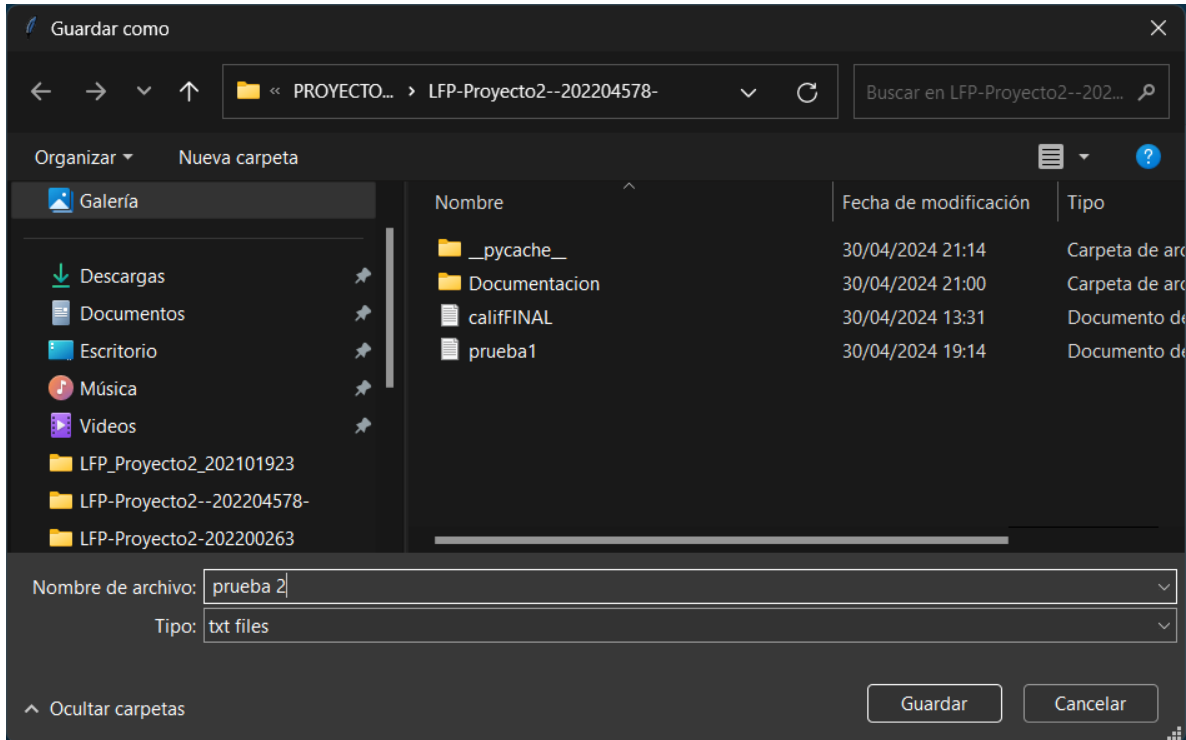 Guardar como
« PROYECTO... › LFP-Proyecto2--202204578-
Buscar en LFP-Proyecto2--202...
Organizar
Nueva carpeta
?
Galería
Descargas
Documentos
Escritorio
Música
Videos
LFP_Proyecto2_202101923
LFP-Proyecto2--202204578-
LFP-Proyecto2-202200263
Nombre Fecha de modificación Tipo
__pycache__ 30/04/2024 21:14 Carpeta de arc
Documentacion 30/04/2024 21:00 Carpeta de arc
califFINAL 30/04/2024 13:31 Documento de
prueba1 30/04/2024 19:14 Documento de
Nombre de archivo: prueba 2
Tipo: txt files
Ocultar carpetas
Guardar
Cancelar